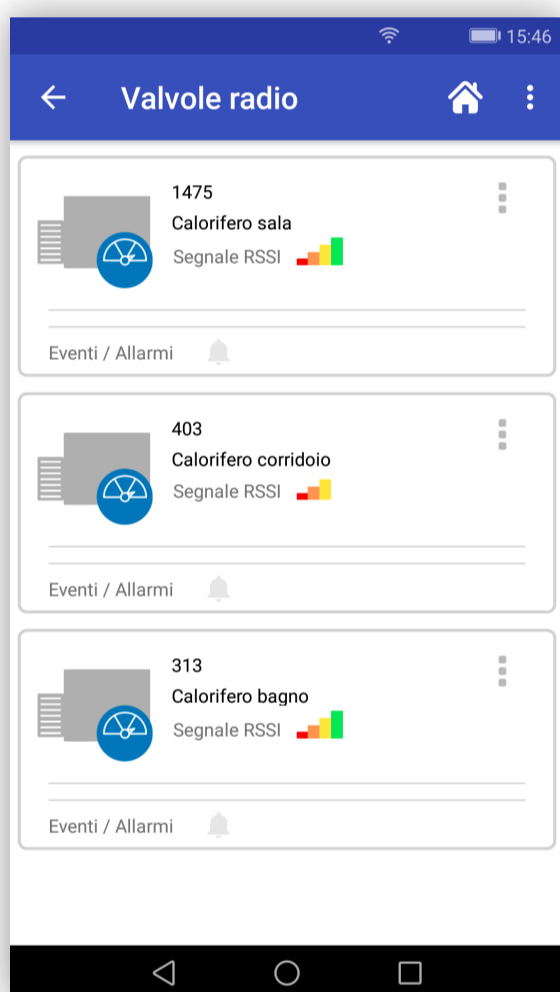 15:46
Valvole radio
1475
Calorifero sala
Segnale RSSI
Eventi / Allarmi
403
Calorifero corridoio
Segnale RSSI
Eventi / Allarmi
313
Calorifero bagno
Segnale RSSI
Eventi / Allarmi